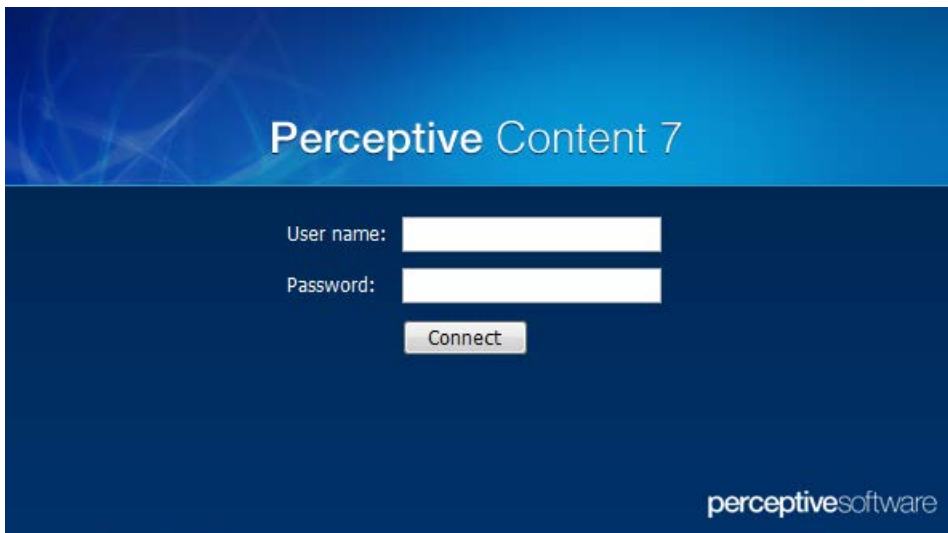 Perceptive Content 7
User name:
Password:
Connect
perceptivesoftware